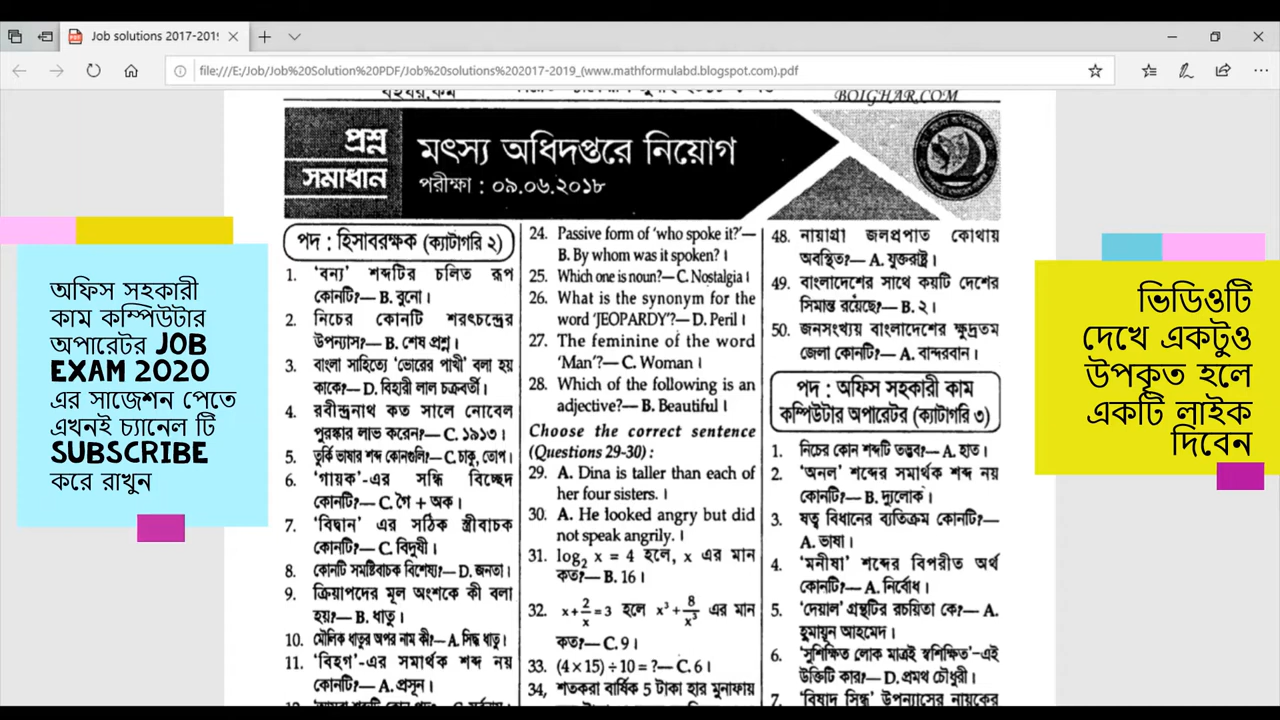 Job solutions 2017-2019
file:///E:/Job/Job%20Solution%20PDF/Job%20solutions%202017-2019_(www.mathformulabd.blogspot.com).pdf
বইঘর.কম
BOIGHAR.COM
প্রশ্ন
সমাধান
মৎস্য অধিদপ্তরে নিয়োগ
পরীক্ষা : ০৯.০৬.২০১৮
অফিস সহকারী
কাম কম্পিউটার
অপারেটর JOB
EXAM 2020
এর সাজেশন পেতে
এখনই চ্যানেল টি
SUBSCRIBE
করে রাখুন
পদ : হিসাবরক্ষক (ক্যাটাগরি ২)
1. 'বন্য' শব্দটির চলিত রূপ
কোনটি?— B. বুনো।
2. নিচের কোনটি শরৎচন্দ্রের
উপন্যাস?— B. শেষ প্রশ্ন।
3. বাংলা সাহিত্যে 'ভোরের পাখী' বলা হয়
কাকে?— D. বিহারী লাল চক্রবর্তী।
4. রবীন্দ্রনাথ কত সালে নোবেল
পুরস্কার লাভ করেন?— C. ১৯১৩।
5. তুর্কি ভাষার শব্দ কোনগুলি?— C. চাকু, তোপ।
6. 'গায়ক'-এর সন্ধি বিচ্ছেদ
কোনটি?— C. গৈ + অক।
7. 'বিদ্বান' এর সঠিক স্ত্রীবাচক
কোনটি?— C. বিদুষী।
8. কোনটি সমষ্টিবাচক বিশেষ্য?— D. জনতা।
9. ক্রিয়াপদের মূল অংশকে কী বলা
হয়?— B. ধাতু।
10. মৌলিক ধাতুর অপর নাম কী?— A. সিদ্ধ ধাতু।
11. 'বিহগ'-এর সমার্থক শব্দ নয়
কোনটি?— A. প্রসূন।
24. Passive form of 'who spoke it?'—
B. By whom was it spoken?।
25. Which one is noun?— C. Nostalgia।
26. What is the synonym for the
word 'JEOPARDY'?— D. Peril।
27. The feminine of the word
'Man'?— C. Woman।
28. Which of the following is an
adjective?— B. Beautiful।
Choose the correct sentence
(Questions 29-30) :
29. A. Dina is taller than each of
her four sisters.।
30. A. He looked angry but did
not speak angrily.।
31. log₂ x = 4 হলে, x এর মান
কত?— B. 16।
32. x+2/x=3 হলে x³+8/x³ এর মান
কত?— C. 9।
33. (4 × 15) ÷ 10 = ?— C. 6।
34, শতকরা বার্ষিক 5 টাকা হার মুনাফায়
48. নায়াগ্রা জলপ্রপাত কোথায়
অবস্থিত?— A. যুক্তরাষ্ট্র।
49. বাংলাদেশের সাথে কয়টি দেশের
সিমান্ত রয়েছে?— B. ২।
50. জনসংখ্যয় বাংলাদেশের ক্ষুদ্রতম
জেলা কোনটি?— A. বান্দরবান।
পদ : অফিস সহকারী কাম
কম্পিউটার অপারেটর (ক্যাটাগরি ৩)
1. নিচের কোন শব্দটি তদ্ভব?— A. হাত।
2. 'অনল' শব্দের সমার্থক শব্দ নয়
কোনটি?— B. দ্যুলোক।
3. ষত্ব বিধানের ব্যতিক্রম কোনটি?—
A. ভাষা।
4. 'মনীষা' শব্দের বিপরীত অর্থ
কোনটি?— A. নির্বোধ।
5. 'দেয়াল' গ্রন্থটির রচয়িতা কে?— A.
হুমায়ুন আহমেদ।
6. 'সুশিক্ষিত লোক মাত্রই স্বশিক্ষিত'-এই
উক্তিটি কার?— D. প্রমথ চৌধুরী।
7. 'বিষাদ সিন্ধু' উপন্যাসের নায়কের
ভিডিওটি
দেখে একটুও
উপকৃত হলে
একটি লাইক
দিবেন